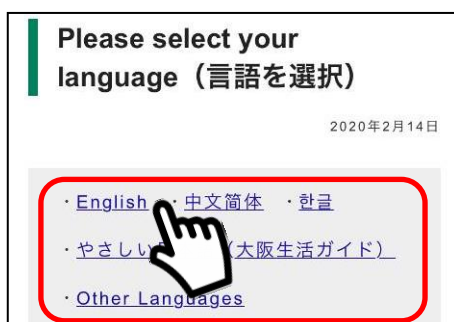 Please select your
language（言語を選択）
2020年2月14日
・English ・中文简体 ・한글
・やさしい （大阪生活ガイド）
・Other Languages